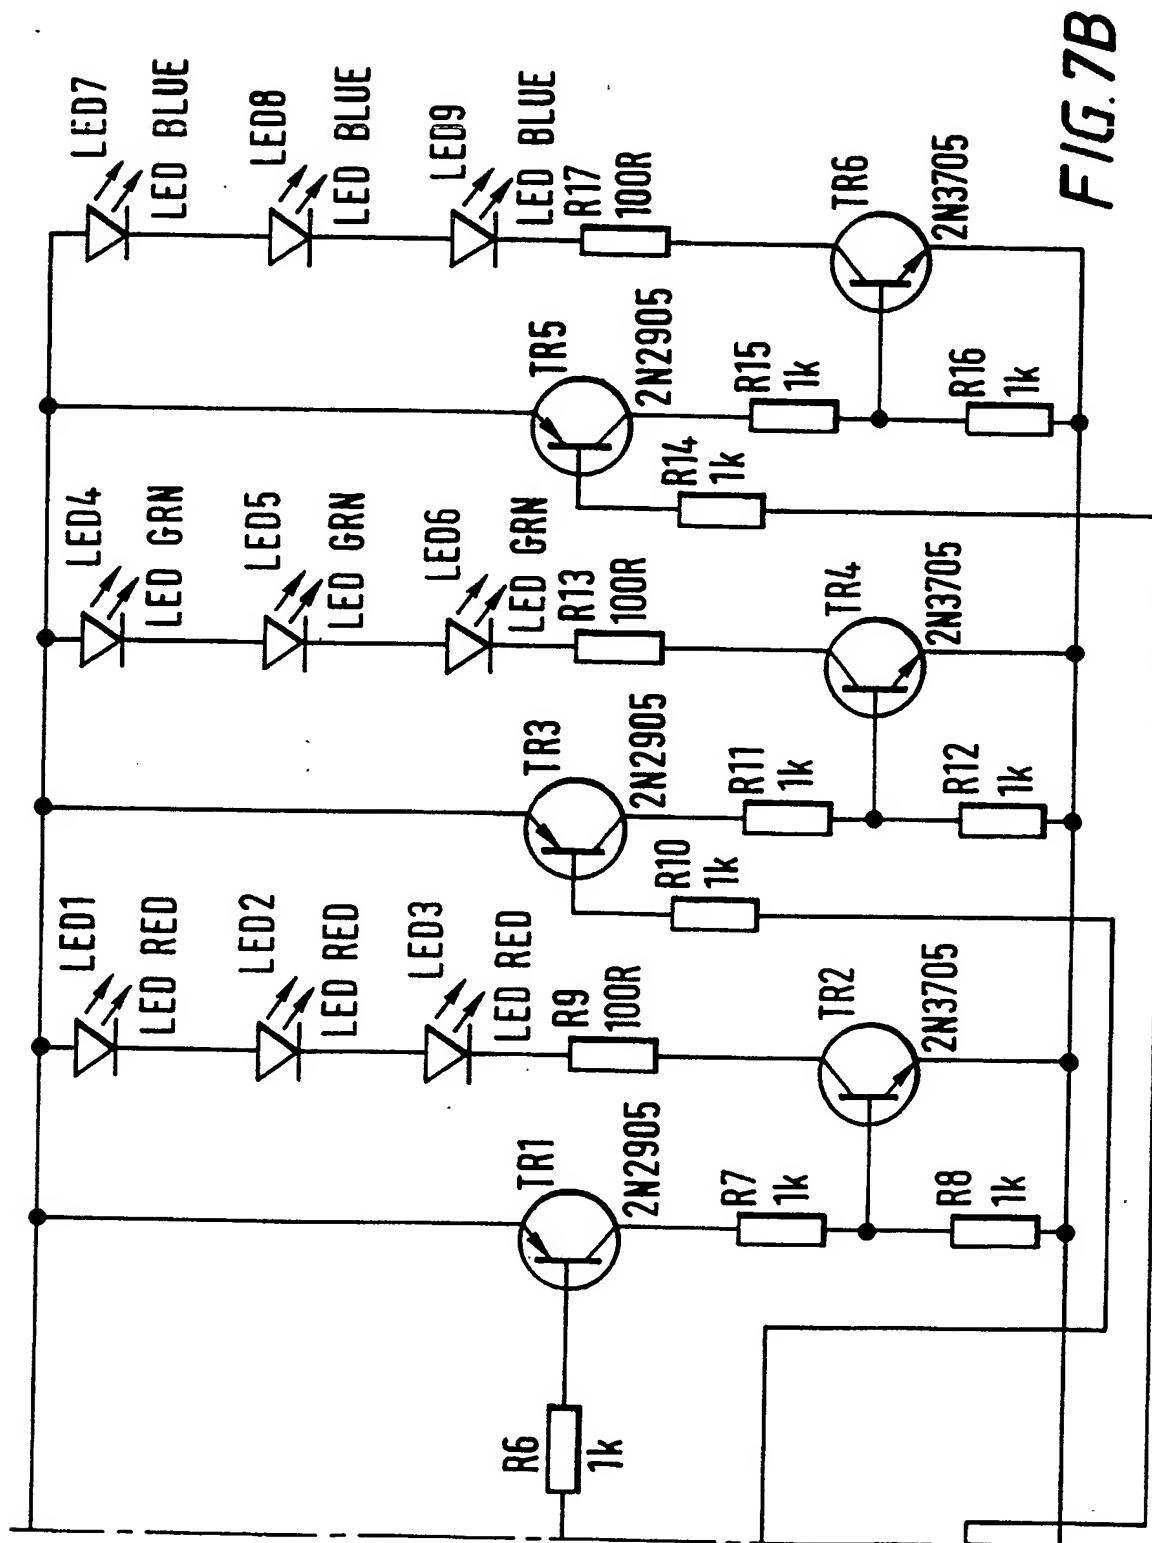 LED1
LED RED
LED2
LED RED
LED3
LED RED
R9
100R
TR1
2N2905
R6
1k
R7
1k
R8
1k
TR2
2N3705
LED4
LED GRN
LED5
LED GRN
LED6
LED GRN
R13
100R
TR3
2N2905
R10
1k
R11
1k
R12
1k
TR4
2N3705
LED7
LED BLUE
LED8
LED BLUE
LED9
LED BLUE
R17
100R
TR5
2N2905
R14
1k
R15
1k
R16
1k
TR6
2N3705
FIG. 7B